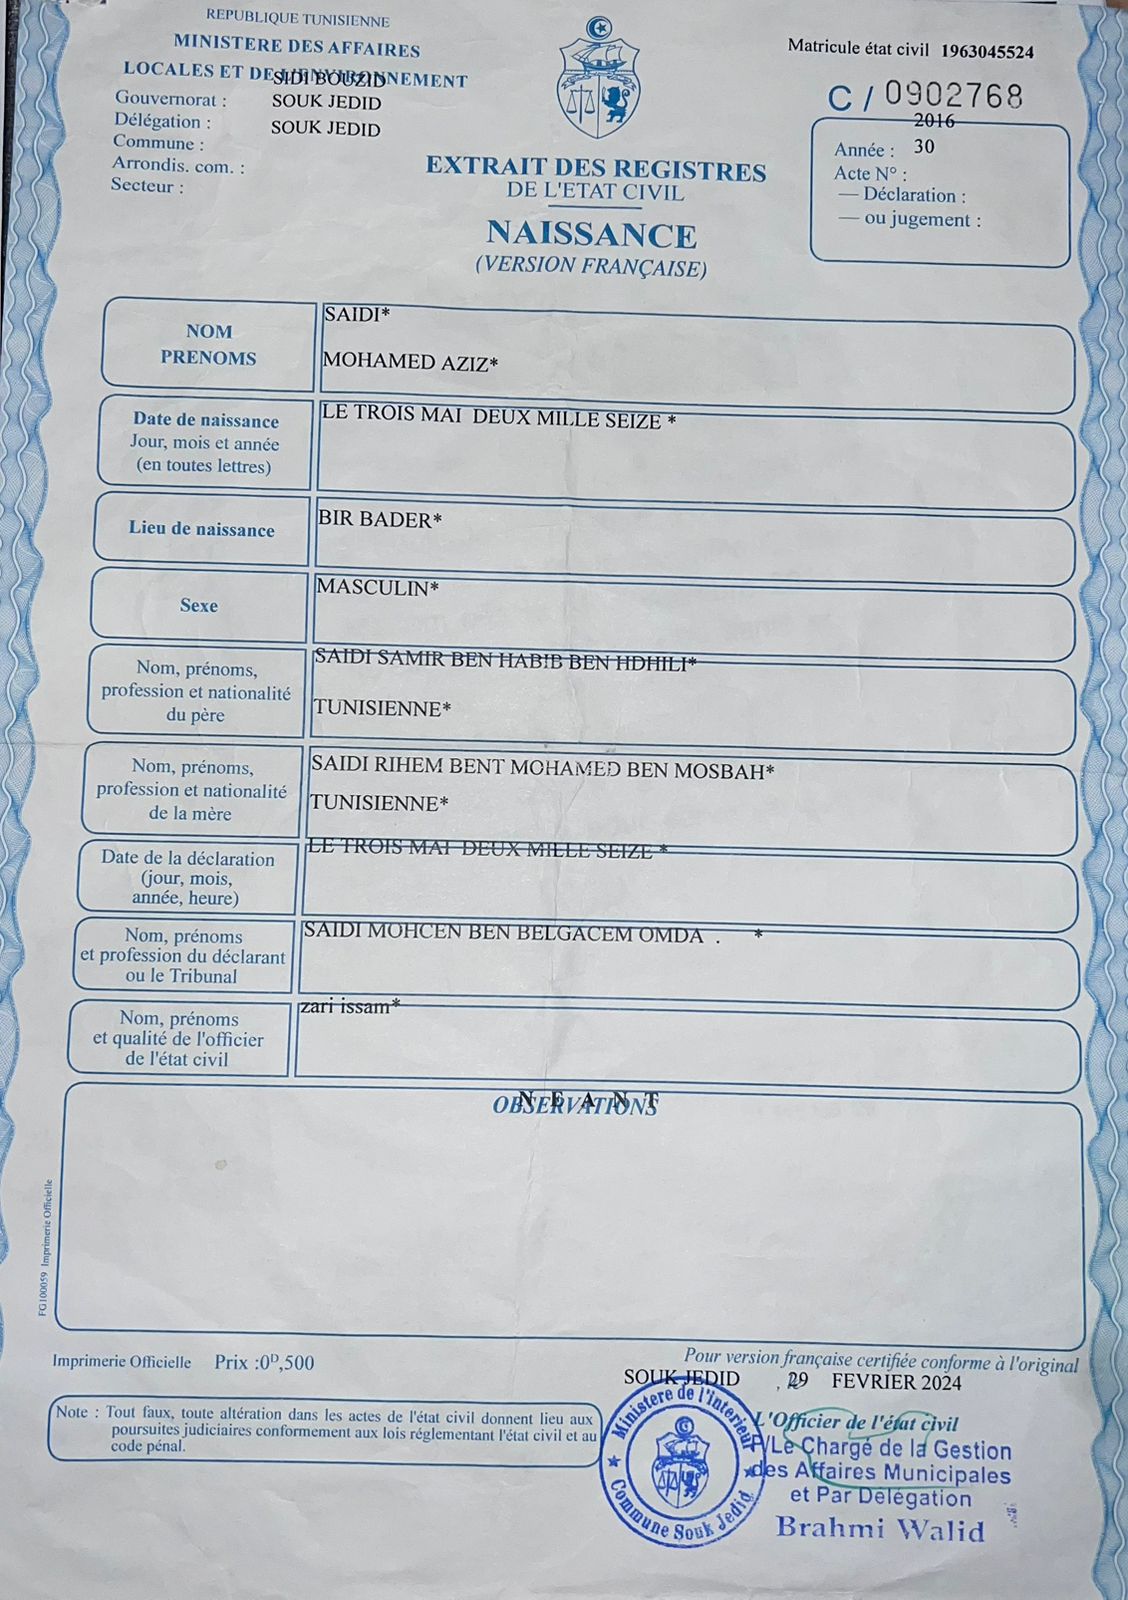 REPUBLIQUE TUNISIENNE
MINISTERE DES AFFAIRES
LOCALES ET DE L'ENVIRONNEMENT
SIDI BOUZID
Gouvernorat : SOUK JEDID
Délégation : SOUK JEDID
Commune :
Arrondis. com. :
Secteur :
Matricule état civil 1963045524
C / 0902768
2016
Année : 30
Acte N° :
— Déclaration :
— ou jugement :
EXTRAIT DES REGISTRES
DE L'ETAT CIVIL
NAISSANCE
(VERSION FRANÇAISE)
NOM
PRENOMS
SAIDI*
MOHAMED AZIZ*
Date de naissance
Jour, mois et année
(en toutes lettres)
LE TROIS MAI DEUX MILLE SEIZE *
Lieu de naissance
BIR BADER*
Sexe
MASCULIN*
Nom, prénoms,
profession et nationalité
du père
SAIDI SAMIR BEN HABIB BEN HDHILI*
TUNISIENNE*
Nom, prénoms,
profession et nationalité
de la mère
SAIDI RIHEM BENT MOHAMED BEN MOSBAH*
TUNISIENNE*
Date de la déclaration
(jour, mois,
année, heure)
LE TROIS MAI DEUX MILLE SEIZE *
Nom, prénoms
et profession du déclarant
ou le Tribunal
SAIDI MOHCEN BEN BELGACEM OMDA . *
Nom, prénoms
et qualité de l'officier
de l'état civil
zari issam*
OBSERVATIONS
N E A N T
FG100059 Imprimerie Officielle
Imprimerie Officielle Prix :0ᴰ,500
Note : Tout faux, toute altération dans les actes de l'état civil donnent lieu aux
poursuites judiciaires conformement aux lois réglementant l'état civil et au
code pénal.
Pour version française certifiée conforme à l'original
SOUK JEDID , 29 FEVRIER 2024
L'Officier de l'état civil
P/Le Chargé de la Gestion
des Affaires Municipales
et Par Délégation
Brahmi Walid
Ministere de l'Interieur
Commune Souk Jedid